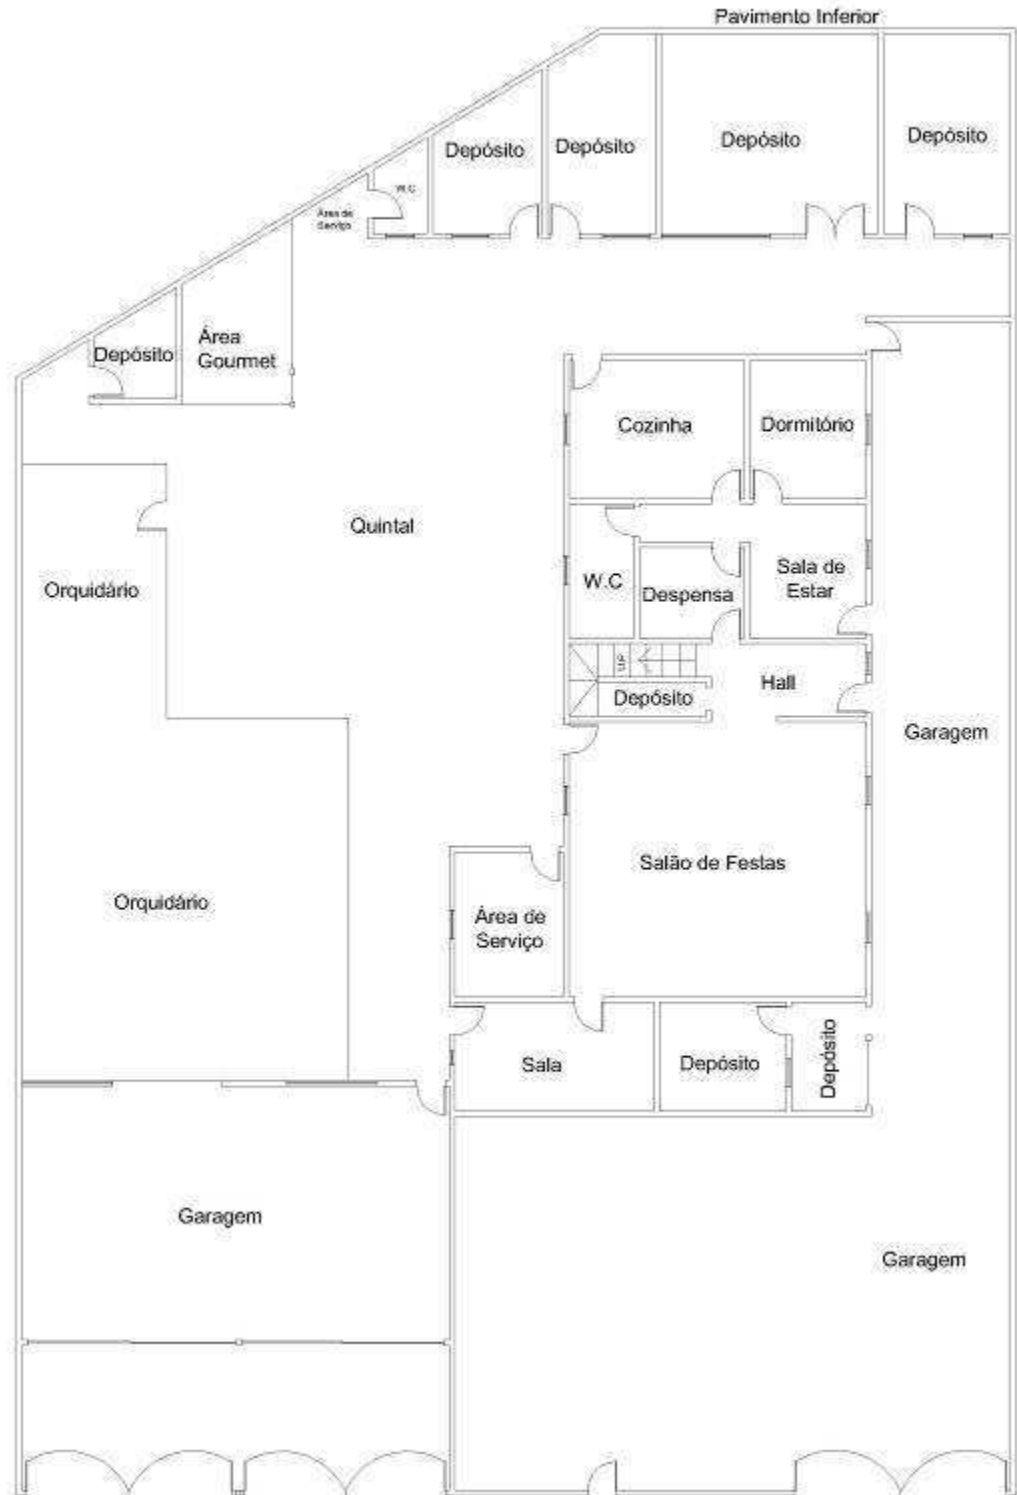 Pavimento Inferior
Depósito
Depósito
Depósito
Depósito
W.C
Área de
Serviço
Depósito
Área
Gourmet
Cozinha
Dormitório
Quintal
Orquidário
W.C
Despensa
Sala de
Estar
UP
Depósito
Hall
Garagem
Salão de Festas
Orquidário
Área de
Serviço
Sala
Depósito
Depósito
Garagem
Garagem